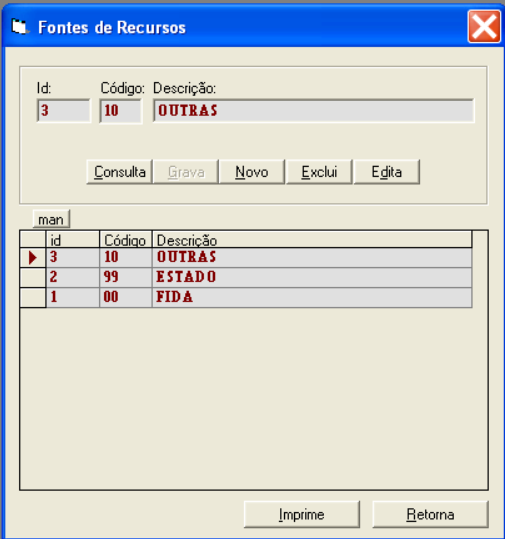 Fontes de Recursos
Id: Código: Descrição:
3 10 OUTRAS
Consulta Grava Novo Exclui Edita
man
id Código Descrição
3 10 OUTRAS
2 99 ESTADO
1 00 FIDA
Imprime Retorna